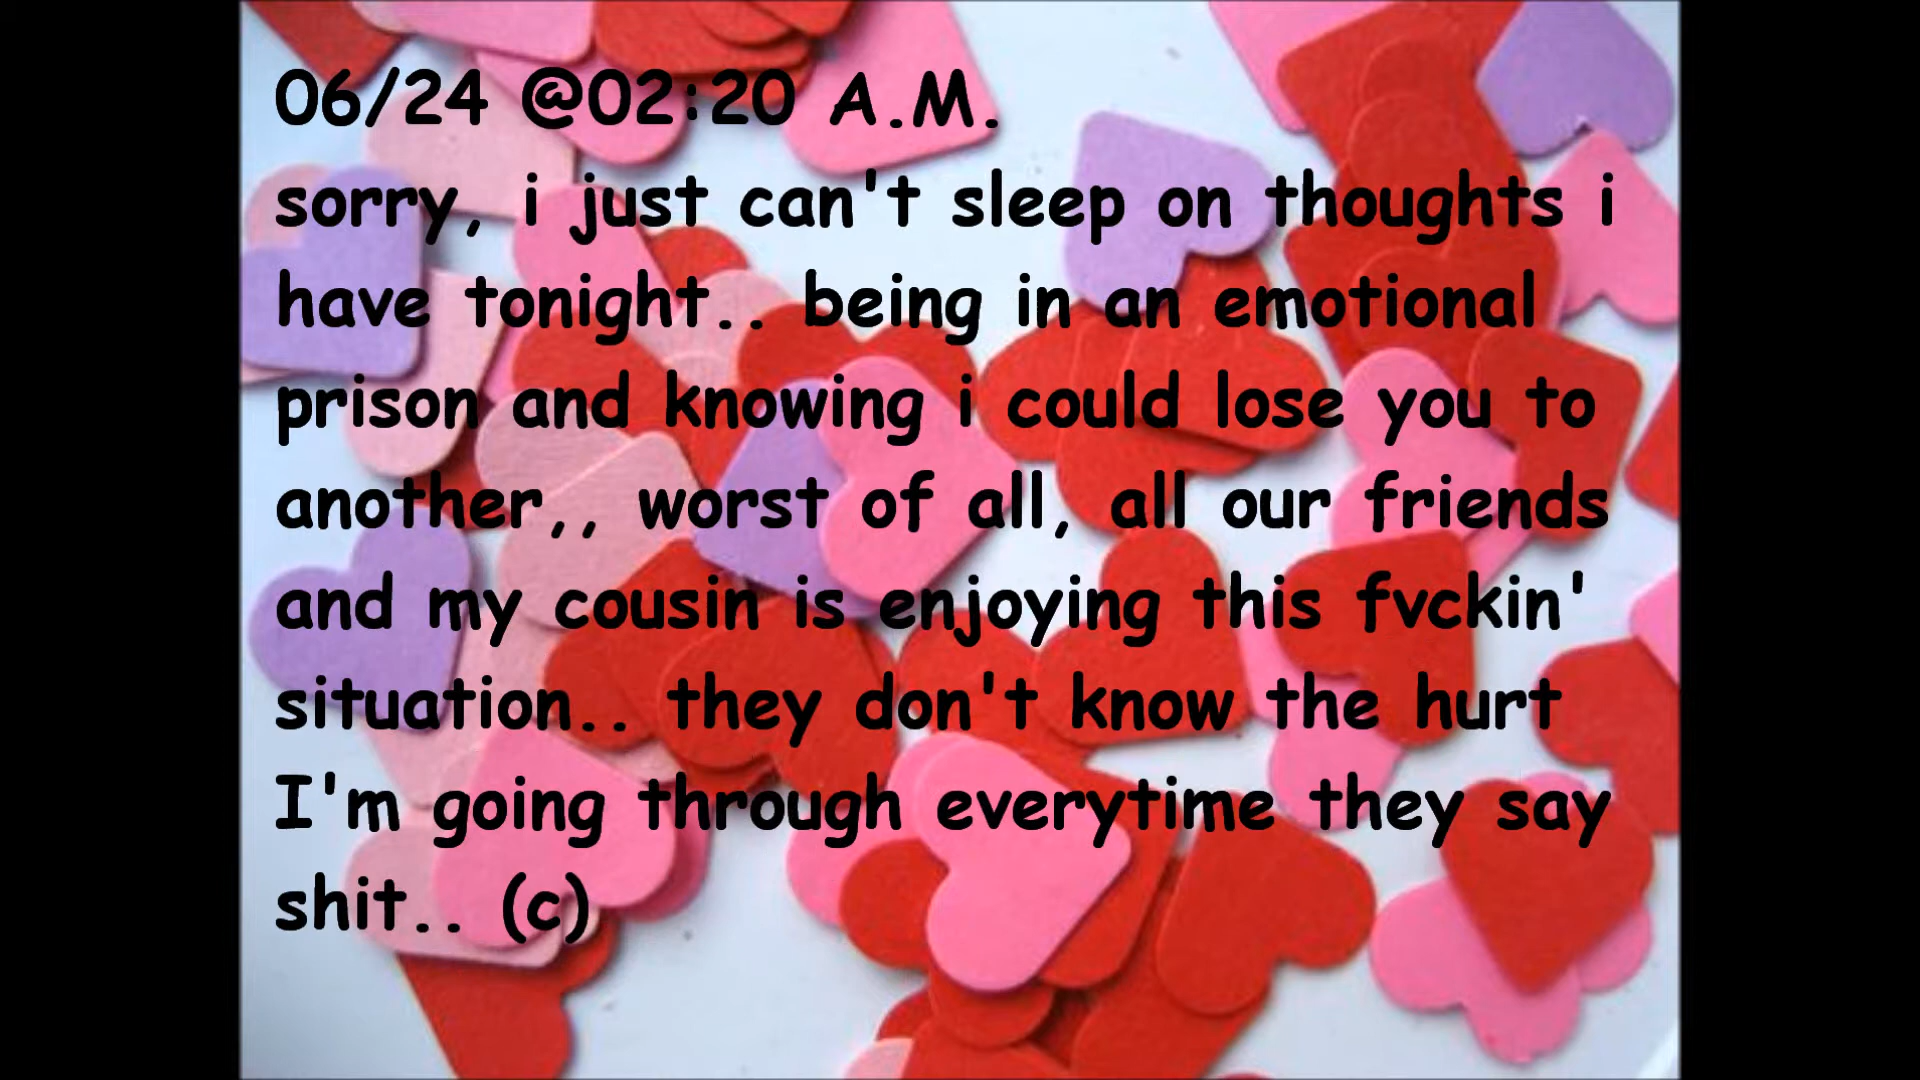 06/24 @02:20 A.M.
sorry, i just can't sleep on thoughts i
have tonight.. being in an emotional
prison and knowing i could lose you to
another,, worst of all, all our friends
and my cousin is enjoying this fvckin'
situation.. they don't know the hurt
I'm going through everytime they say
shit.. (c)